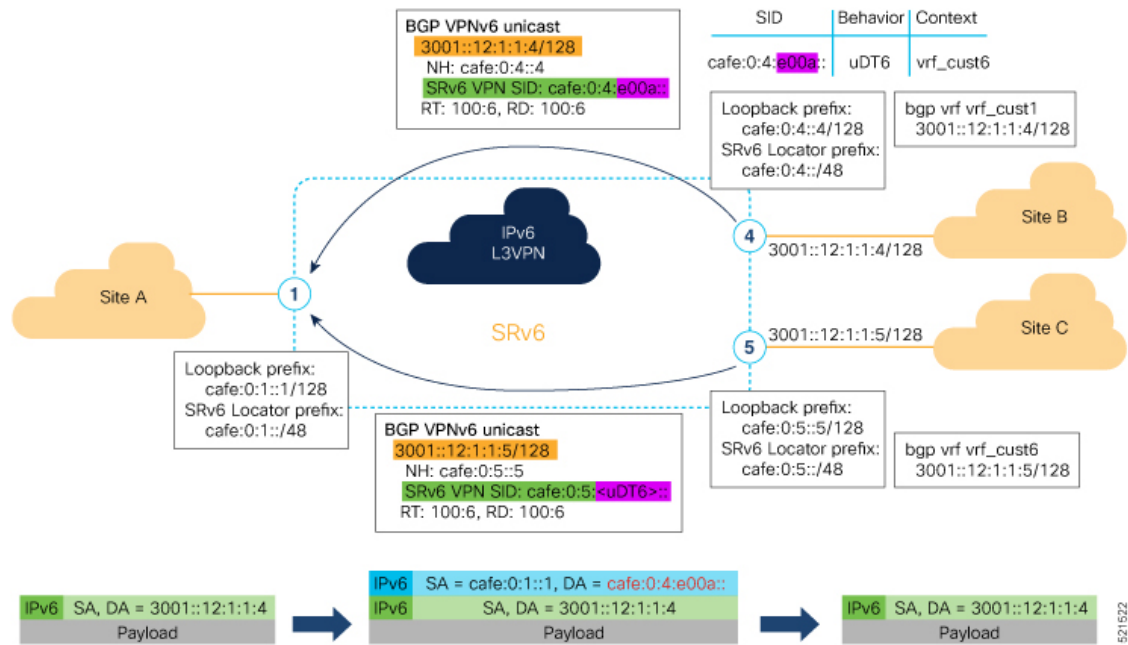 BGP VPNv6 unicast
3001::12:1:1:4/128
NH: cafe:0:4::4
SRv6 VPN SID: cafe:0:4:e00a::
RT: 100:6, RD: 100:6
SID Behavior Context
cafe:0:4:e00a:: uDT6 vrf_cust6
Loopback prefix:
cafe:0:4::4/128
SRv6 Locator prefix:
cafe:0:4::/48
bgp vrf vrf_cust1
3001::12:1:1:4/128
IPv6
L3VPN
Site B
4
3001::12:1:1:4/128
Site A
1
SRv6
Site C
5
3001::12:1:1:5/128
Loopback prefix:
cafe:0:1::1/128
SRv6 Locator prefix:
cafe:0:1::/48
BGP VPNv6 unicast
3001::12:1:1:5/128
NH: cafe:0:5::5
SRv6 VPN SID: cafe:0:5:<uDT6>::
RT: 100:6, RD: 100:6
Loopback prefix:
cafe:0:5::5/128
SRv6 Locator prefix:
cafe:0:5::/48
bgp vrf vrf_cust6
3001::12:1:1:5/128
IPv6 SA, DA = 3001::12:1:1:4
Payload
IPv6 SA = cafe:0:1::1, DA = cafe:0:4:e00a::
IPv6 SA, DA = 3001::12:1:1:4
Payload
IPv6 SA, DA = 3001::12:1:1:4
Payload
521522